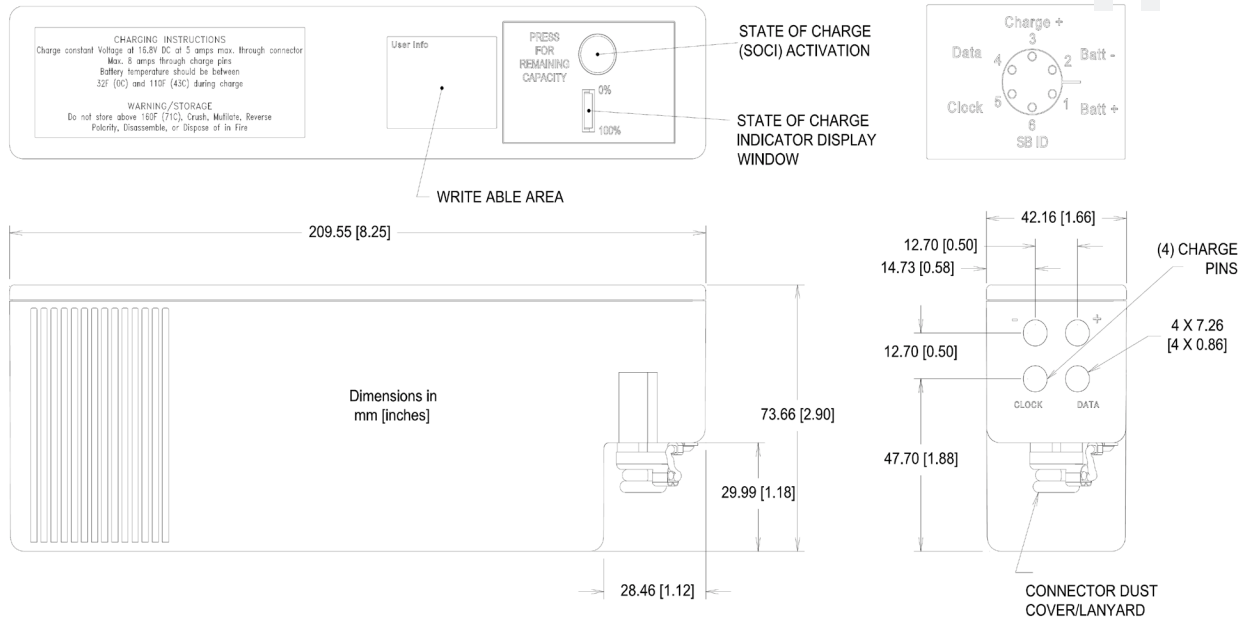 CHARGING INSTRUCTIONS
Charge constant Voltage at 16.8V DC at 5 amps max. through connector
Max. 8 amps through charge pins
Battery temperature should be between
32F (0C) and 110F (43C) during charge
WARNING/STORAGE
Do not store above 160F (71C), Crush, Mutilate, Reverse
Polarity, Disassemble, or Dispose of in Fire
User Info
PRESS
FOR
REMAINING
CAPACITY
0%
100%
STATE OF CHARGE
(SOCI) ACTIVATION
STATE OF CHARGE
INDICATOR DISPLAY
WINDOW
WRITE ABLE AREA
Charge +
3
Data
4
2
Batt -
Clock
5
1
Batt +
6
SB ID
209.55 [8.25]
Dimensions in
mm [inches]
73.66 [2.90]
29.99 [1.18]
28.46 [1.12]
42.16 [1.66]
12.70 [0.50]
14.73 [0.58]
(4) CHARGE
PINS
-
+
12.70 [0.50]
4 X 7.26
[4 X 0.86]
CLOCK
DATA
47.70 [1.88]
CONNECTOR DUST
COVER/LANYARD